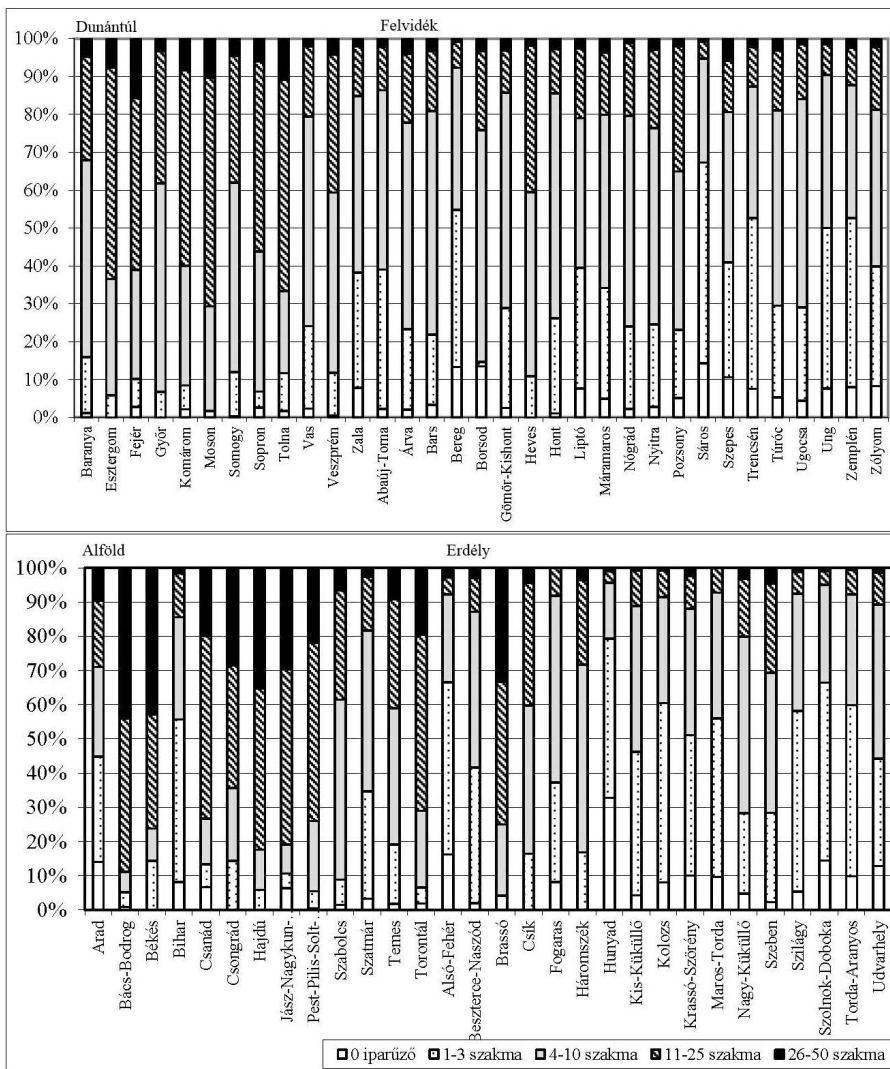 Dunántúl Felvidék
100%
90%
80%
70%
60%
50%
40%
30%
20%
10%
0%
Baranya
Esztergom
Fejér
Győr
Komárom
Moson
Somogy
Sopron
Tolna
Vas
Veszprém
Zala
Abaúj-Torna
Árva
Bars
Bereg
Borsod
Gömör-Kishont
Heves
Hont
Liptó
Máramaros
Nógrád
Nyitra
Pozsony
Sáros
Szepes
Trencsén
Túróc
Ugocsa
Ung
Zemplén
Zólyom
Alföld Erdély
100%
90%
80%
70%
60%
50%
40%
30%
20%
10%
0%
Arad
Bács-Bodrog
Békés
Bihar
Csanád
Csongrád
Hajdú
Jász-Nagykun-…
Pest-Pilis-Solt-…
Szabolcs
Szatmár
Temes
Torontál
Alsó-Fehér
Beszterce-Naszód
Brassó
Csík
Fogaras
Háromszék
Hunyad
Kis-Küküllő
Kolozs
Krassó-Szörény
Maros-Torda
Nagy-Küküllő
Szeben
Szilágy
Szolnok-Doboka
Torda-Aranyos
Udvarhely
0 iparűző 1-3 szakma 4-10 szakma 11-25 szakma 26-50 szakma